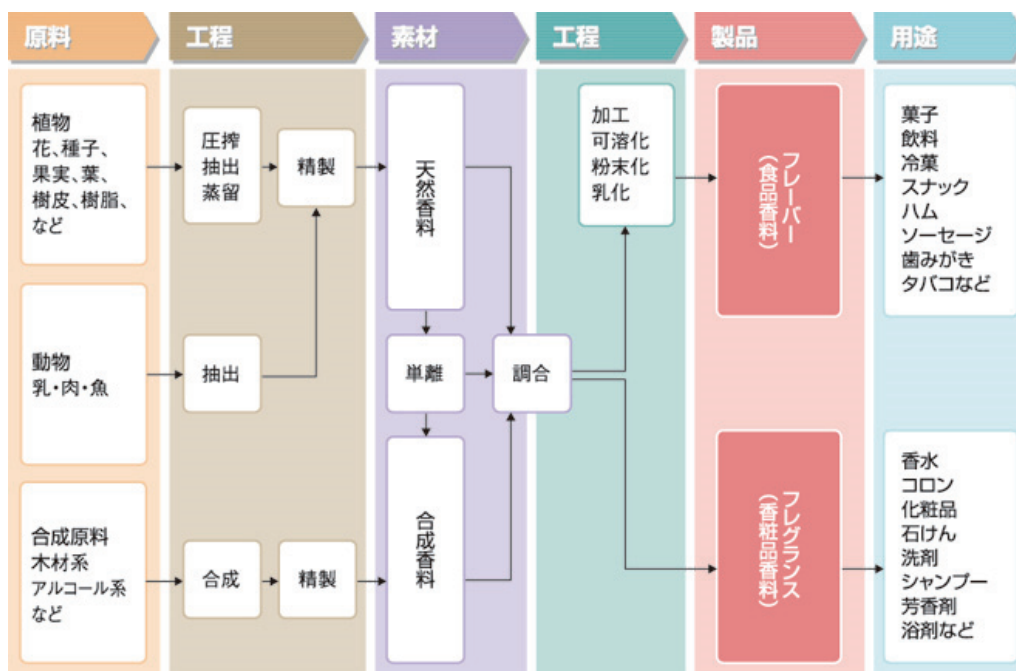 原料
工程
素材
工程
製品
用途
植物
花、種子、
果実、葉、
樹皮、樹脂、
など
圧搾
抽出
蒸留
精製
天然香料
加工
可溶化
粉末化
乳化
フレーバー
(食品香料)
菓子
飲料
冷菓
スナック
ハム
ソーセージ
歯みがき
タバコなど
動物
乳・肉・魚
抽出
単離
調合
合成原料
木材系
アルコール系
など
合成
精製
合成香料
フレグランス
(香粧品香料)
香水
コロン
化粧品
石けん
洗剤
シャンプー
芳香剤
浴剤など